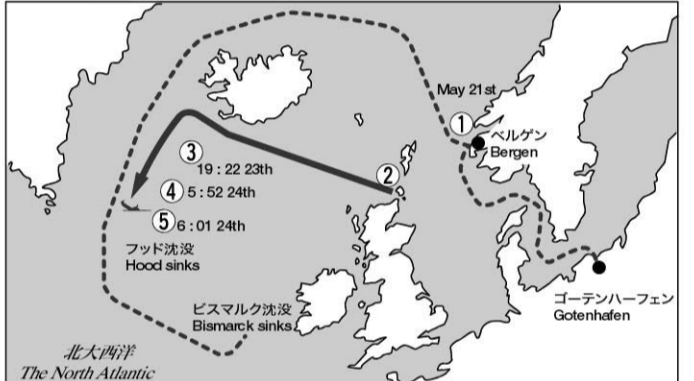 May 21st
①
ベルゲン
Bergen
②
③
19 : 22 23th
④ 5 : 52 24th
⑤ 6 : 01 24th
フッド沈没
Hood sinks
ゴーテンハーフェン
Gotenhafen
ビスマルク沈没
Bismarck sinks
北大西洋
The North Atlantic